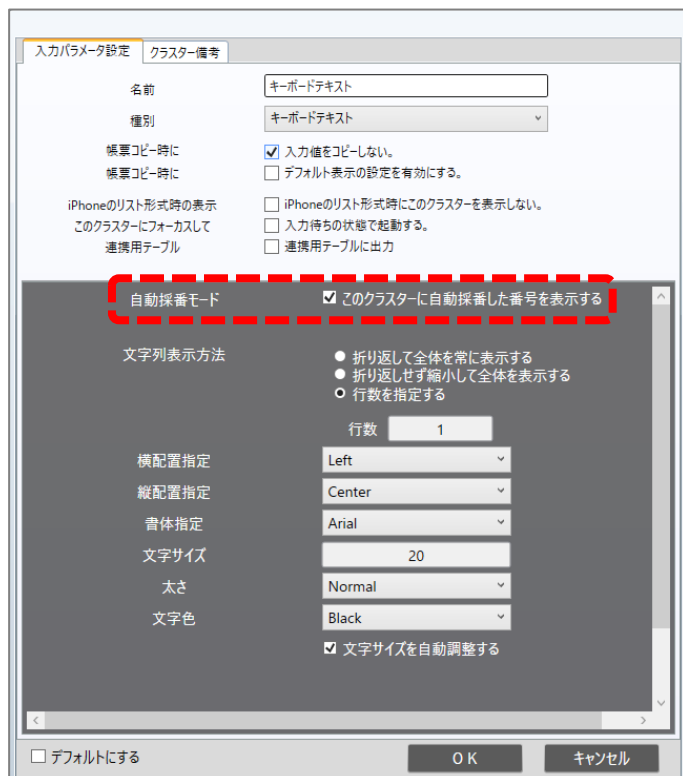 入力パラメータ設定 クラスター備考
名前 キーボードテキスト
種別 キーボードテキスト
帳票コピー時に 入力値をコピーしない。
帳票コピー時に デフォルト表示の設定を有効にする。
iPhoneのリスト形式時の表示 iPhoneのリスト形式時にこのクラスターを表示しない。
このクラスターにフォーカスして 入力待ちの状態で起動する。
連携用テーブル 連携用テーブルに出力
自動採番モード このクラスターに自動採番した番号を表示する
文字列表示方法 折り返して全体を常に表示する
折り返しせず縮小して全体を表示する
行数を指定する
行数 1
横配置指定 Left
縦配置指定 Center
書体指定 Arial
文字サイズ 20
太さ Normal
文字色 Black
文字サイズを自動調整する
デフォルトにする OK キャンセル